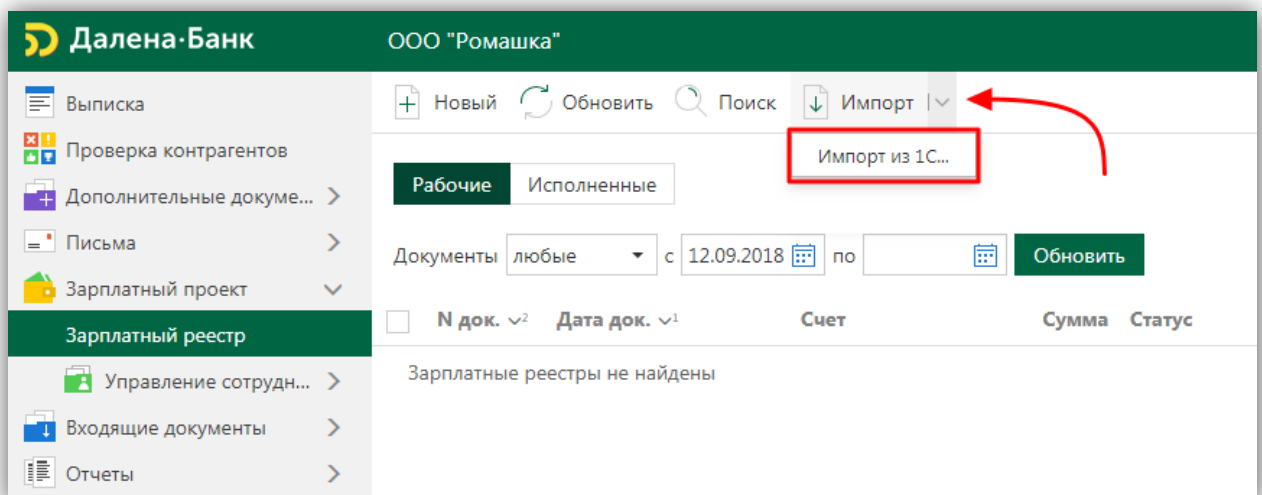 Далена·Банк
ООО "Ромашка"
Выписка
Проверка контрагентов
Дополнительные докуме...
Письма
Зарплатный проект
Зарплатный реестр
Управление сотрудн...
Входящие документы
Отчеты
Новый Обновить Поиск Импорт
Импорт из 1С...
Рабочие Исполненные
Документы любые с 12.09.2018 по Обновить
N док. 2 Дата док. 1 Счет Сумма Статус
Зарплатные реестры не найдены